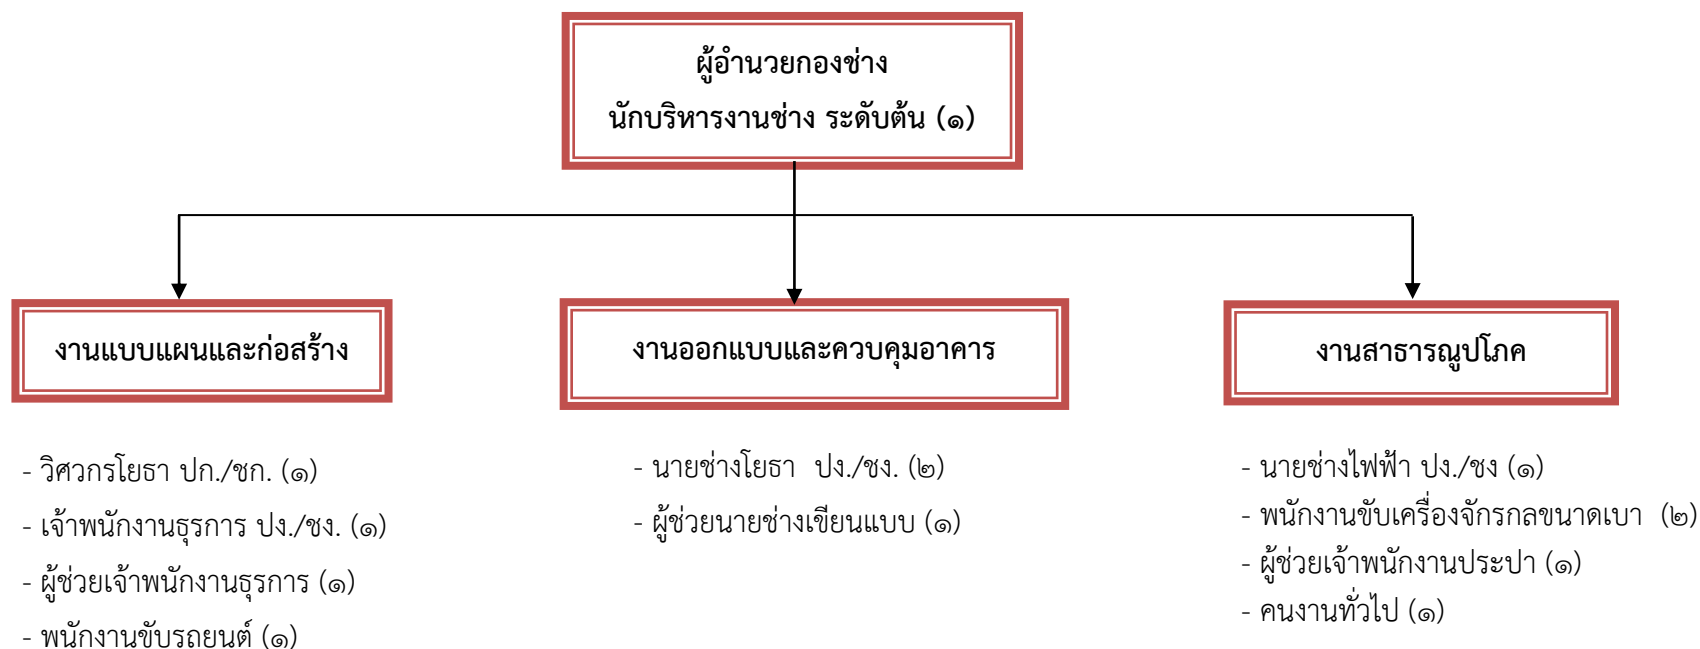 ผู้อำนวยกองช่าง
นักบริหารงานช่าง ระดับต้น (๑)
งานแบบแผนและก่อสร้าง
- วิศวกรโยธา ปก./ชก. (๑)
- เจ้าพนักงานธุรการ ปง./ชง. (๑)
- ผู้ช่วยเจ้าพนักงานธุรการ (๑)
- พนักงานขับรถยนต์ (๑)
งานออกแบบและควบคุมอาคาร
- นายช่างโยธา ปง./ชง. (๒)
- ผู้ช่วยนายช่างเขียนแบบ (๑)
งานสาธารณูปโภค
- นายช่างไฟฟ้า ปง./ชง (๑)
- พนักงานขับเครื่องจักรกลขนาดเบา (๒)
- ผู้ช่วยเจ้าพนักงานประปา (๑)
- คนงานทั่วไป (๑)